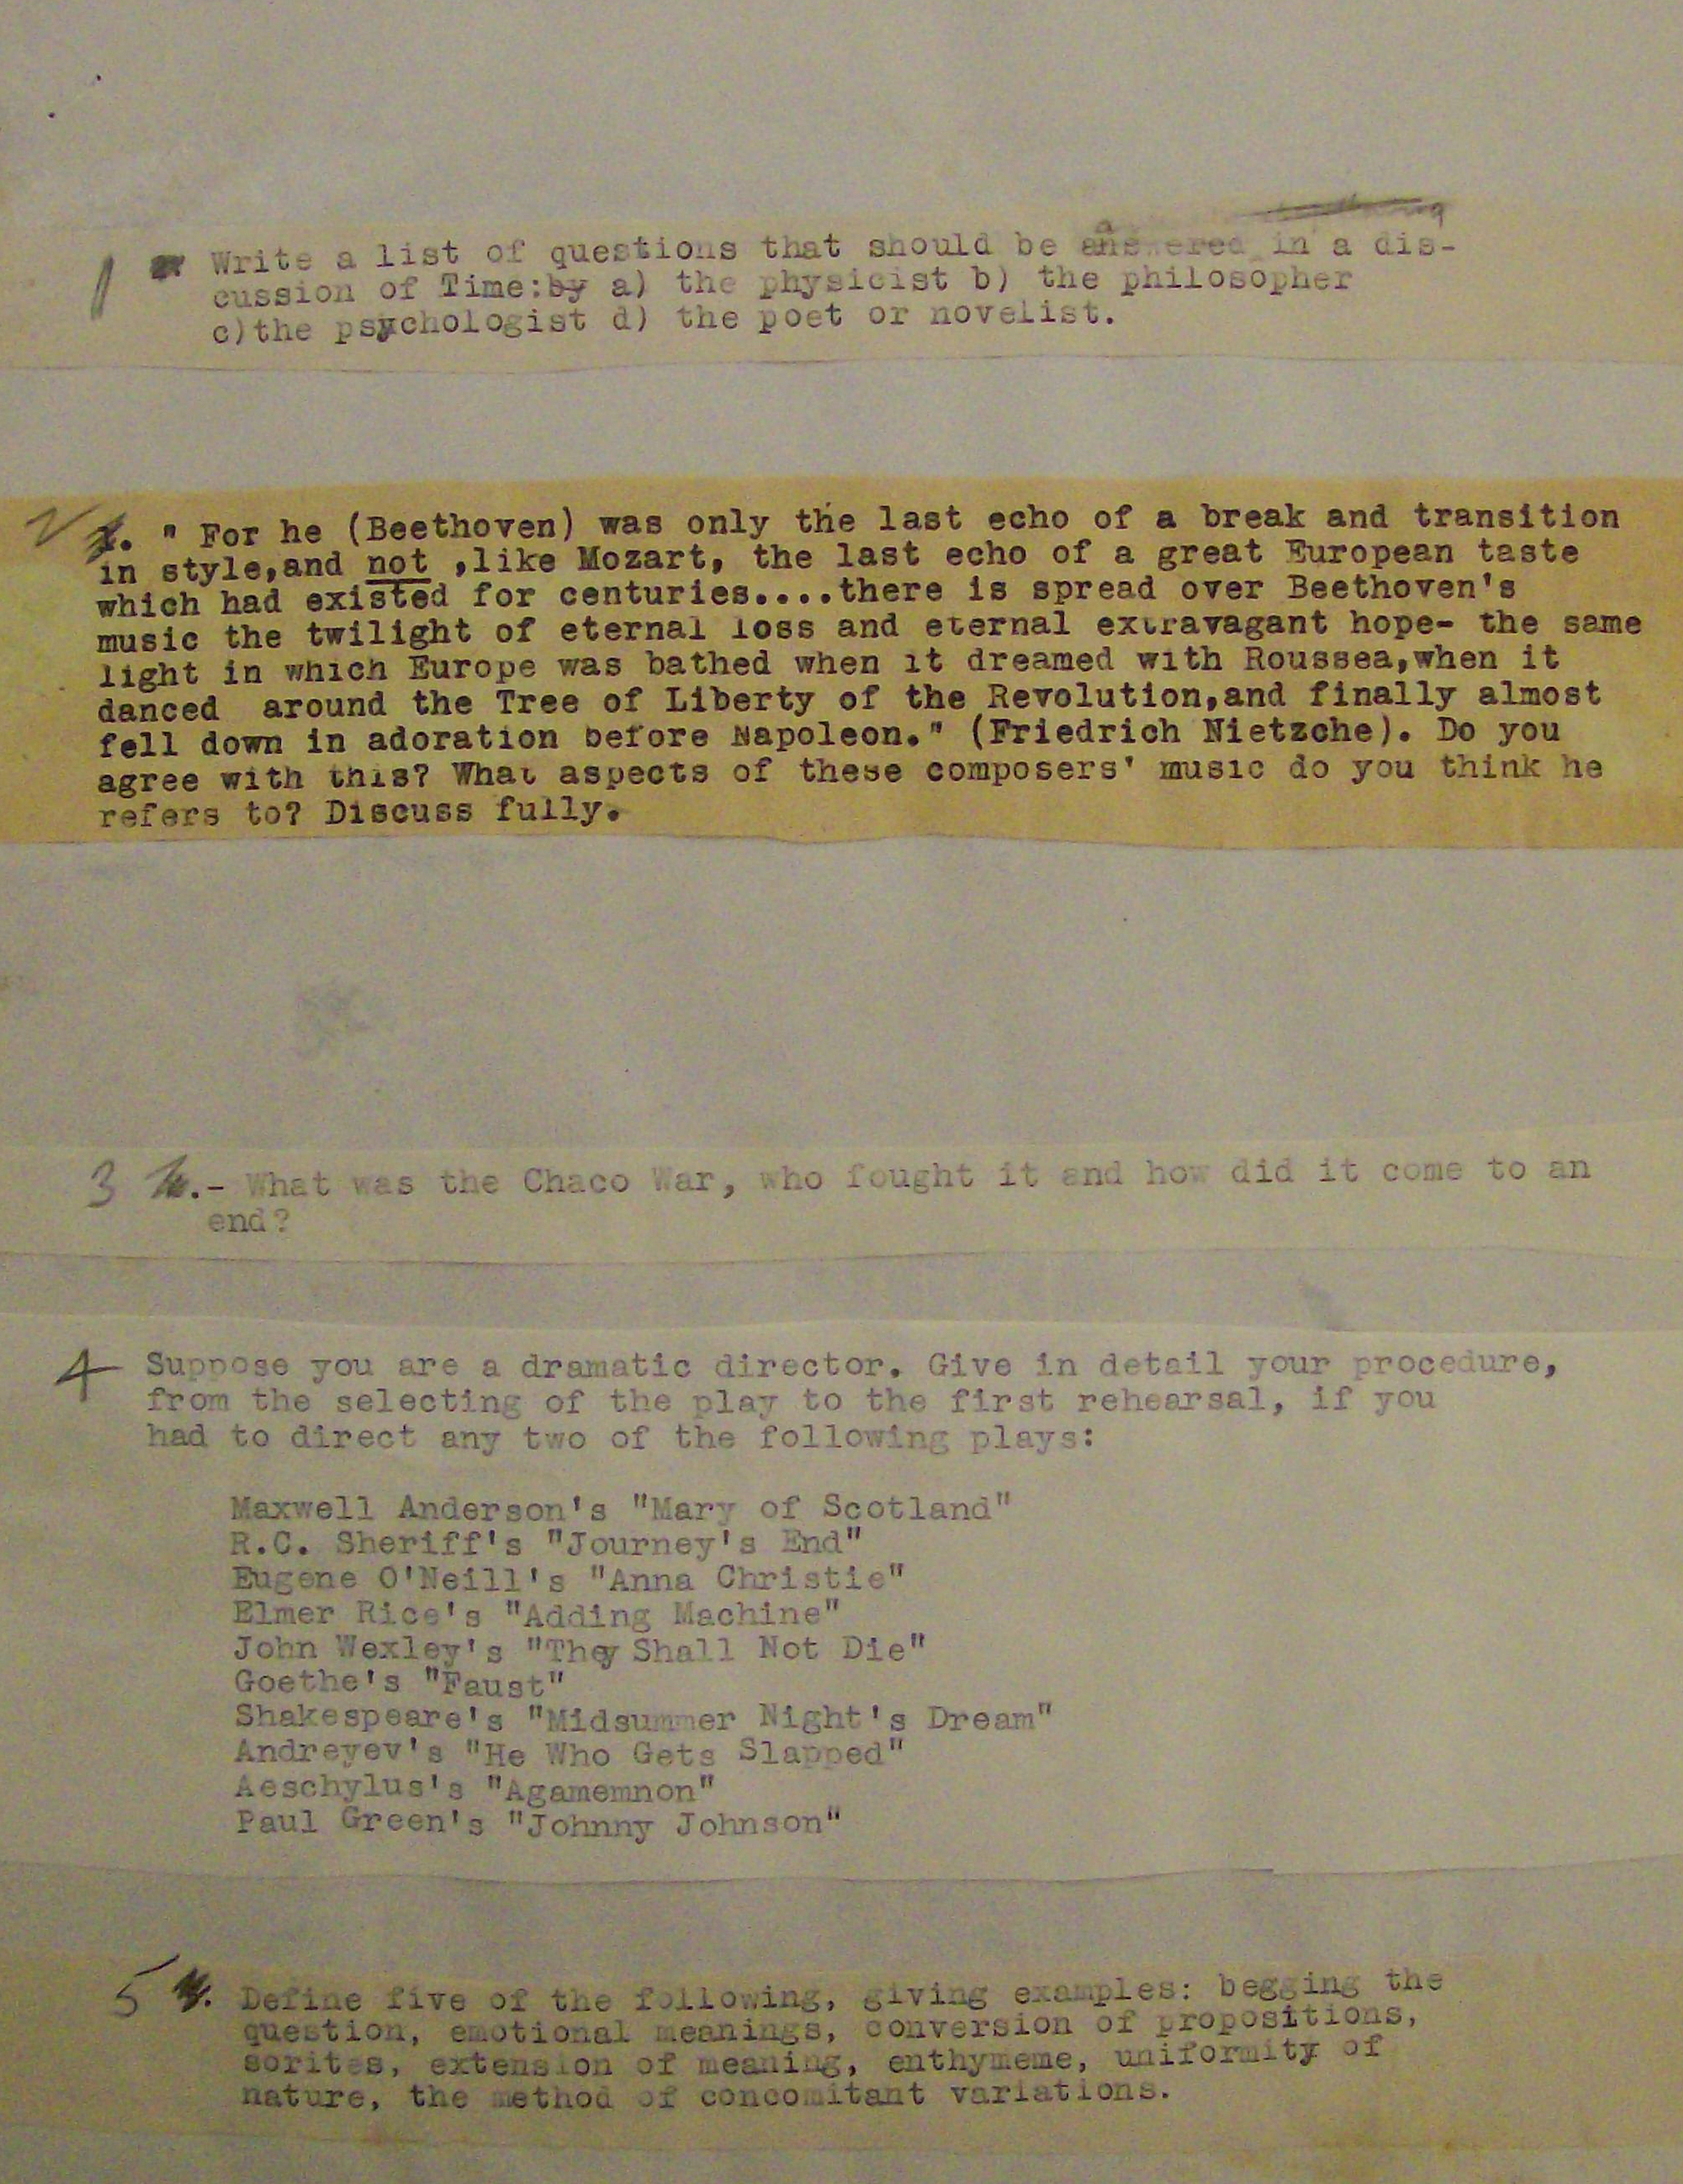 1 Write a list of questions that should be answered in a dis-
cussion of Time:by a) the physicist b) the philosopher
c)the psychologist d) the poet or novelist.
2 . " For he (Beethoven) was only the last echo of a break and transition
in style,and not ,like Mozart, the last echo of a great European taste
which had existed for centuries....there is spread over Beethoven's
music the twilight of eternal loss and eternal extravagant hope- the same
light in which Europe was bathed when it dreamed with Roussea,when it
danced around the Tree of Liberty of the Revolution,and finally almost
fell down in adoration before Napoleon." (Friedrich Nietzche). Do you
agree with this? What aspects of these composers' music do you think he
refers to? Discuss fully.
3 .- What was the Chaco War, who fought it and how did it come to an
end?
4 Suppose you are a dramatic director. Give in detail your procedure,
from the selecting of the play to the first rehearsal, if you
had to direct any two of the following plays:
Maxwell Anderson's "Mary of Scotland"
R.C. Sheriff's "Journey's End"
Eugene O'Neill's "Anna Christie"
Elmer Rice's "Adding Machine"
John Wexley's "They Shall Not Die"
Goethe's "Faust"
Shakespeare's "Midsummer Night's Dream"
Andreyev's "He Who Gets Slapped"
Aeschylus's "Agamemnon"
Paul Green's "Johnny Johnson"
5 . Define five of the following, giving examples: begging the
question, emotional meanings, conversion of propositions,
sorites, extension of meaning, enthymeme, uniformity of
nature, the method of concomitant variations.